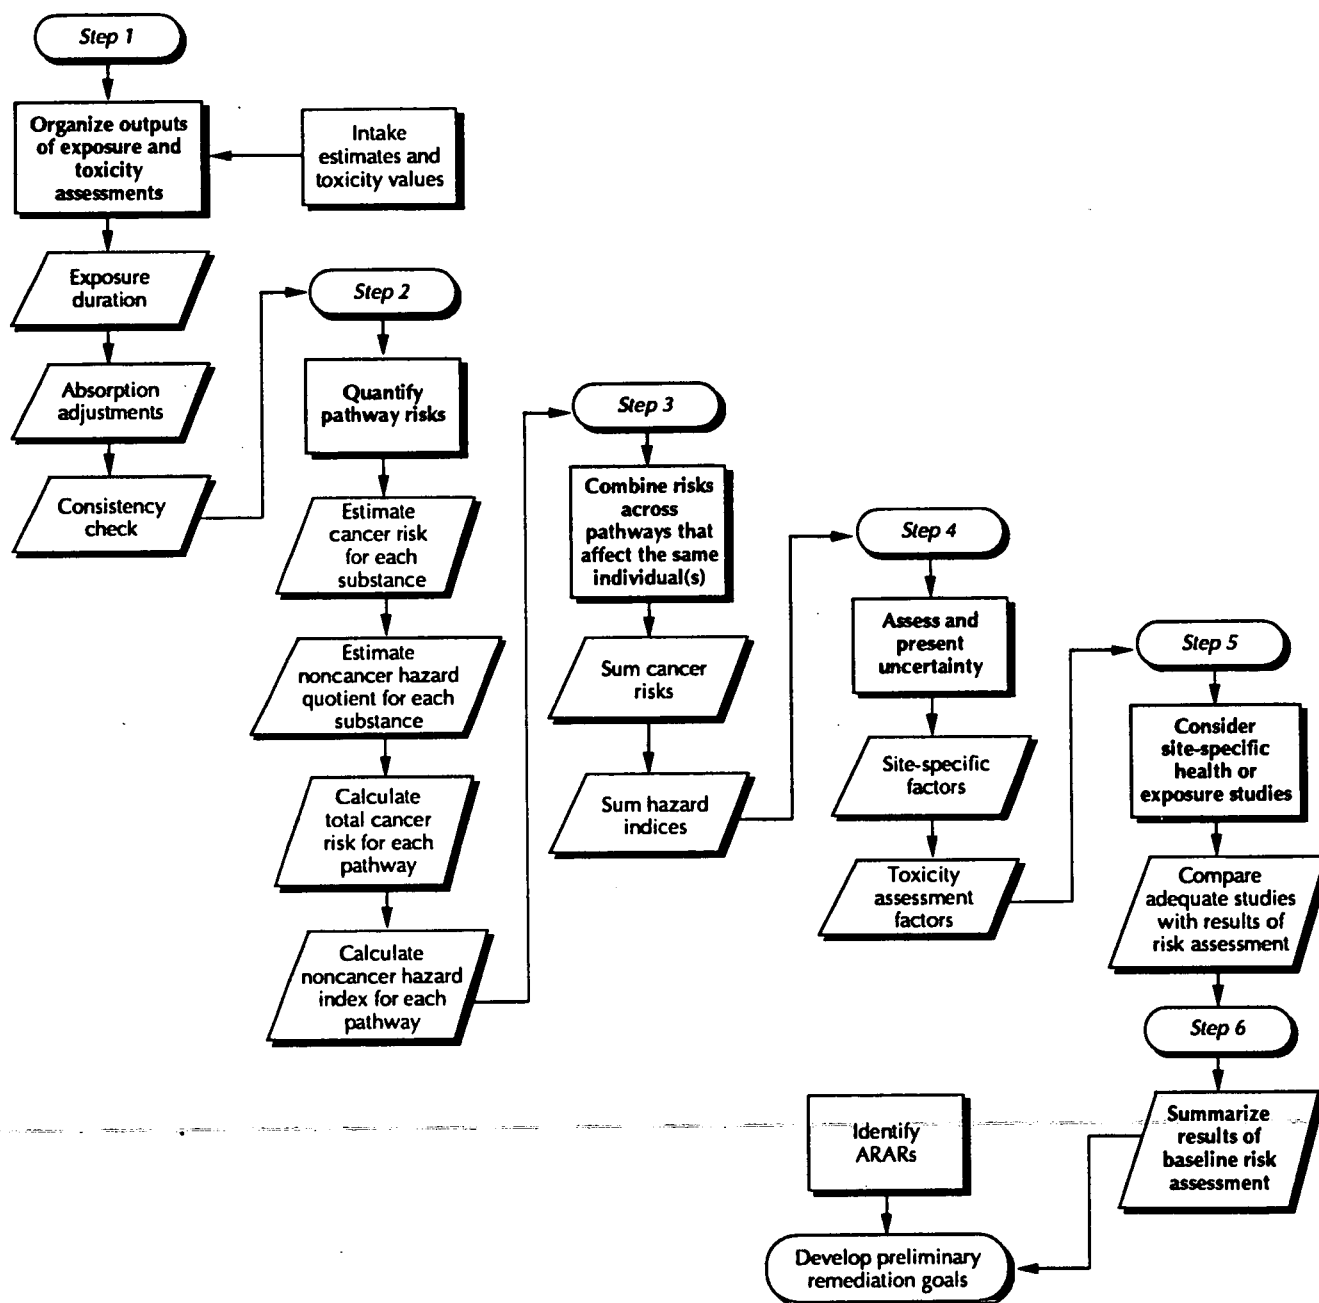 Step 1
Organize outputs
of exposure and
toxicity
assessments
Intake
estimates and
toxicity values
Exposure
duration
Absorption
adjustments
Consistency
check
Step 2
Quantify
pathway risks
Estimate
cancer risk
for each
substance
Estimate
noncancer hazard
quotient for each
substance
Calculate
total cancer
risk for each
pathway
Calculate
noncancer hazard
index for each
pathway
Step 3
Combine risks
across
pathways that
affect the same
individual(s)
Sum cancer
risks
Sum hazard
indices
Step 4
Assess and
present
uncertainty
Site-specific
factors
Toxicity
assessment
factors
Step 5
Consider
site-specific
health or
exposure studies
Compare
adequate studies
with results of
risk assessment
Step 6
Summarize
results of
baseline risk
assessment
Identify
ARARs
Develop preliminary
remediation goals